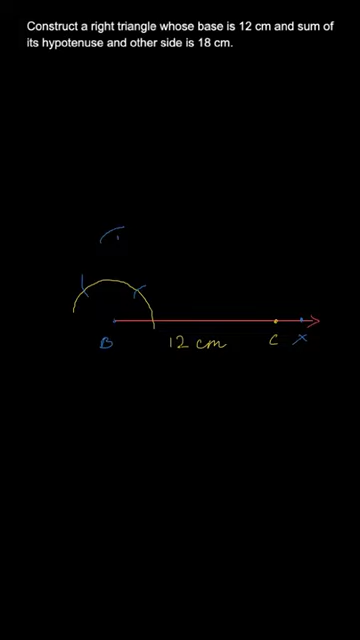 Construct a right triangle whose base is 12 cm and sum of
its hypotenuse and other side is 18 cm.
B 12 cm C X